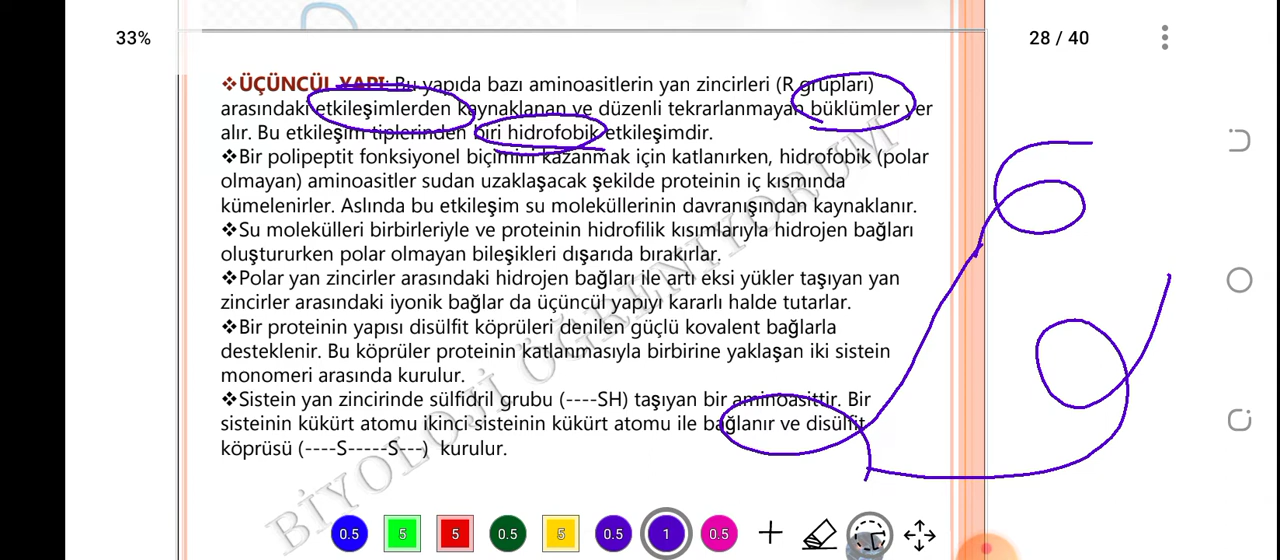 33%
28 / 40
❖ÜÇÜNCÜL YAPI: Bu yapıda bazı aminoasitlerin yan zincirleri (R grupları)
arasındaki etkileşimlerden kaynaklanan ve düzenli tekrarlanmayan büklümler yer
alır. Bu etkileşim tiplerinden biri hidrofobik etkileşimdir.
❖Bir polipeptit fonksiyonel biçimini kazanmak için katlanırken, hidrofobik (polar
olmayan) aminoasitler sudan uzaklaşacak şekilde proteinin iç kısmında
kümelenirler. Aslında bu etkileşim su moleküllerinin davranışından kaynaklanır.
❖Su molekülleri birbirleriyle ve proteinin hidrofilik kısımlarıyla hidrojen bağları
oluştururken polar olmayan bileşikleri dışarıda bırakırlar.
❖Polar yan zincirler arasındaki hidrojen bağları ile artı eksi yükler taşıyan yan
zincirler arasındaki iyonik bağlar da üçüncül yapıyı kararlı halde tutarlar.
❖Bir proteinin yapısı disülfit köprüleri denilen güçlü kovalent bağlarla
desteklenir. Bu köprüler proteinin katlanmasıyla birbirine yaklaşan iki sistein
monomeri arasında kurulur.
❖Sistein yan zincirinde sülfidril grubu (----SH) taşıyan bir aminoasittir. Bir
sisteinin kükürt atomu ikinci sisteinin kükürt atomu ile bağlanır ve disülfit
köprüsü (----S-----S---) kurulur.
BİYOLOJİ ÖĞRENİYORUM
0.5 5 5 0.5 5 0.5 1 0.5